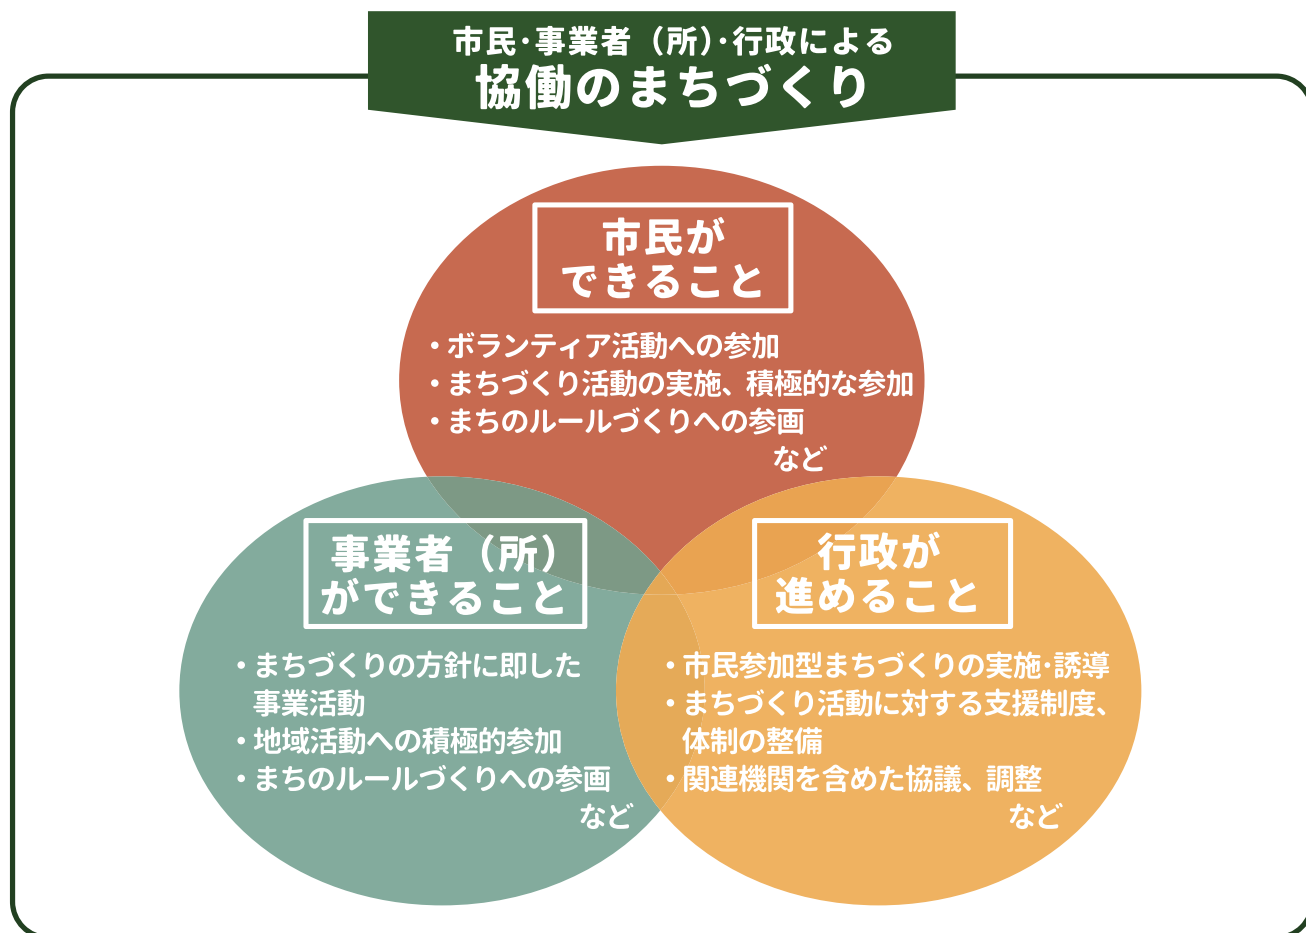 市民・事業者（所）・行政による
協働のまちづくり
市民が
できること
・ボランティア活動への参加
・まちづくり活動の実施、積極的な参加
・まちのルールづくりへの参画
など
事業者（所）
ができること
・まちづくりの方針に即した
事業活動
・地域活動への積極的参加
・まちのルールづくりへの参画
など
行政が
進めること
・市民参加型まちづくりの実施・誘導
・まちづくり活動に対する支援制度、
体制の整備
・関連機関を含めた協議、調整
など